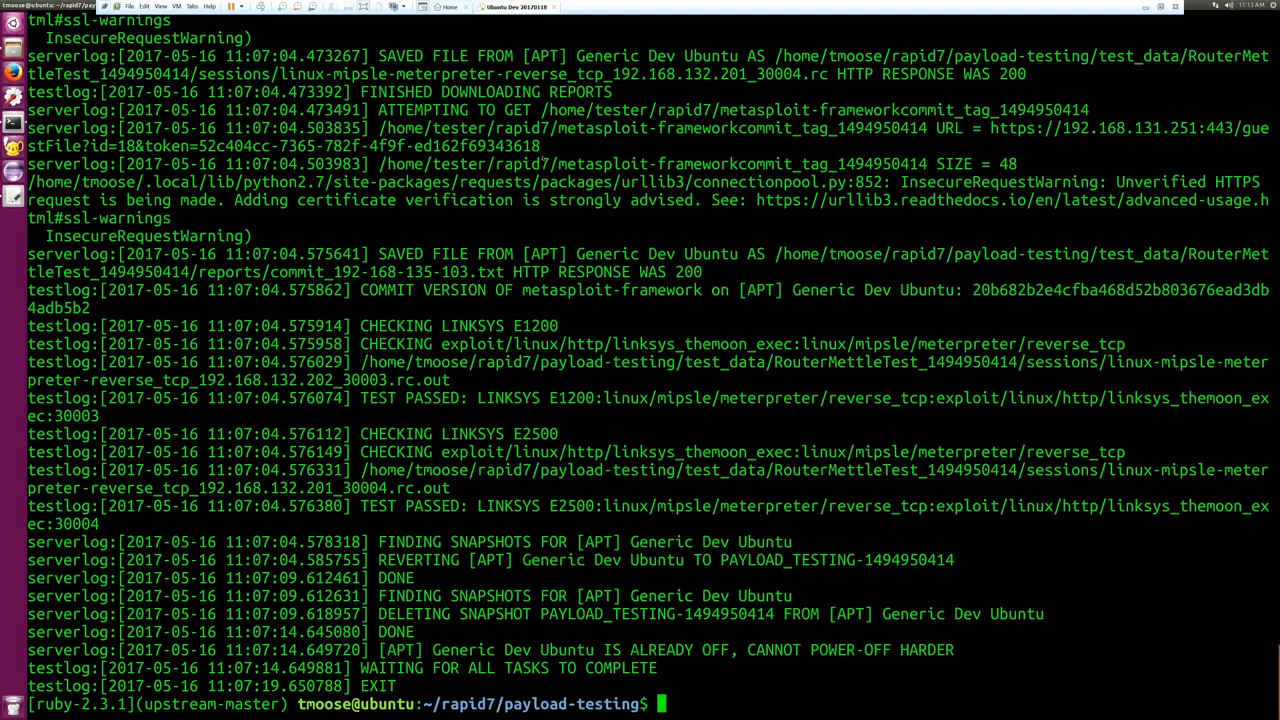 tmoose@ubuntu: ~/rapid7/pay File Edit View VM Tabs Help Home Ubuntu Dev 20170118 11:13 AM
tml#ssl-warnings
  InsecureRequestWarning)
serverlog:[2017-05-16 11:07:04.473267] SAVED FILE FROM [APT] Generic Dev Ubuntu AS /home/tmoose/rapid7/payload-testing/test_data/RouterMet
tleTest_1494950414/sessions/linux-mipsle-meterpreter-reverse_tcp_192.168.132.201_30004.rc HTTP RESPONSE WAS 200
testlog:[2017-05-16 11:07:04.473392] FINISHED DOWNLOADING REPORTS
serverlog:[2017-05-16 11:07:04.473491] ATTEMPTING TO GET /home/tester/rapid7/metasploit-frameworkcommit_tag_1494950414
serverlog:[2017-05-16 11:07:04.503835] /home/tester/rapid7/metasploit-frameworkcommit_tag_1494950414 URL = https://192.168.131.251:443/gue
stFile?id=18&token=52c404cc-7365-782f-4f9f-ed162f69343618
serverlog:[2017-05-16 11:07:04.503983] /home/tester/rapid7/metasploit-frameworkcommit_tag_1494950414 SIZE = 48
/home/tmoose/.local/lib/python2.7/site-packages/requests/packages/urllib3/connectionpool.py:852: InsecureRequestWarning: Unverified HTTPS
request is being made. Adding certificate verification is strongly advised. See: https://urllib3.readthedocs.io/en/latest/advanced-usage.h
tml#ssl-warnings
  InsecureRequestWarning)
serverlog:[2017-05-16 11:07:04.575641] SAVED FILE FROM [APT] Generic Dev Ubuntu AS /home/tmoose/rapid7/payload-testing/test_data/RouterMet
tleTest_1494950414/reports/commit_192-168-135-103.txt HTTP RESPONSE WAS 200
testlog:[2017-05-16 11:07:04.575862] COMMIT VERSION OF metasploit-framework on [APT] Generic Dev Ubuntu: 20b682b2e4cfba468d52b803676ead3db
4adb5b2
testlog:[2017-05-16 11:07:04.575914] CHECKING LINKSYS E1200
testlog:[2017-05-16 11:07:04.575958] CHECKING exploit/linux/http/linksys_themoon_exec:linux/mipsle/meterpreter/reverse_tcp
testlog:[2017-05-16 11:07:04.576029] /home/tmoose/rapid7/payload-testing/test_data/RouterMettleTest_1494950414/sessions/linux-mipsle-meter
preter-reverse_tcp_192.168.132.202_30003.rc.out
testlog:[2017-05-16 11:07:04.576074] TEST PASSED: LINKSYS E1200:linux/mipsle/meterpreter/reverse_tcp:exploit/linux/http/linksys_themoon_ex
ec:30003
testlog:[2017-05-16 11:07:04.576112] CHECKING LINKSYS E2500
testlog:[2017-05-16 11:07:04.576149] CHECKING exploit/linux/http/linksys_themoon_exec:linux/mipsle/meterpreter/reverse_tcp
testlog:[2017-05-16 11:07:04.576331] /home/tmoose/rapid7/payload-testing/test_data/RouterMettleTest_1494950414/sessions/linux-mipsle-meter
preter-reverse_tcp_192.168.132.201_30004.rc.out
testlog:[2017-05-16 11:07:04.576380] TEST PASSED: LINKSYS E2500:linux/mipsle/meterpreter/reverse_tcp:exploit/linux/http/linksys_themoon_ex
ec:30004
serverlog:[2017-05-16 11:07:04.578318] FINDING SNAPSHOTS FOR [APT] Generic Dev Ubuntu
serverlog:[2017-05-16 11:07:04.585755] REVERTING [APT] Generic Dev Ubuntu TO PAYLOAD_TESTING-1494950414
serverlog:[2017-05-16 11:07:09.612461] DONE
serverlog:[2017-05-16 11:07:09.612631] FINDING SNAPSHOTS FOR [APT] Generic Dev Ubuntu
serverlog:[2017-05-16 11:07:09.618957] DELETING SNAPSHOT PAYLOAD_TESTING-1494950414 FROM [APT] Generic Dev Ubuntu
serverlog:[2017-05-16 11:07:14.645080] DONE
serverlog:[2017-05-16 11:07:14.649720] [APT] Generic Dev Ubuntu IS ALREADY OFF, CANNOT POWER-OFF HARDER
testlog:[2017-05-16 11:07:14.649881] WAITING FOR ALL TASKS TO COMPLETE
testlog:[2017-05-16 11:07:19.650788] EXIT
[ruby-2.3.1](upstream-master) tmoose@ubuntu:~/rapid7/payload-testing$